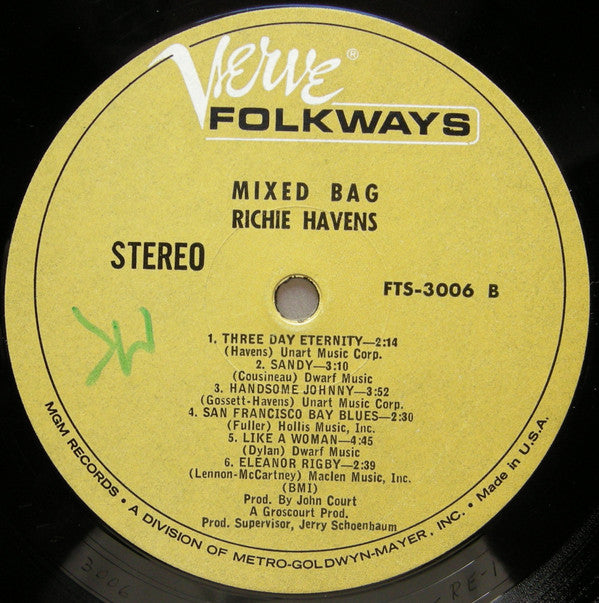 Verve®
FOLKWAYS
MIXED BAG
RICHIE HAVENS
STEREO
FTS-3006 B
1. THREE DAY ETERNITY—2:14
(Havens) Unart Music Corp.
2. SANDY—3:10
(Cousineau) Dwarf Music
3. HANDSOME JOHNNY—3:52
(Gossett-Havens) Unart Music Corp.
4. SAN FRANCISCO BAY BLUES—2:30
(Fuller) Hollis Music, Inc.
5. LIKE A WOMAN—4:45
(Dylan) Dwarf Music
6. ELEANOR RIGBY—2:39
(Lennon-McCartney) Maclen Music, Inc.
(BMI)
Prod. By John Court
A Groscourt Prod.
Prod. Supervisor, Jerry Schoenbaum
MGM RECORDS • A DIVISION OF METRO-GOLDWYN-MAYER, INC. • Made in U.S.A.
MK
3006
RE-1